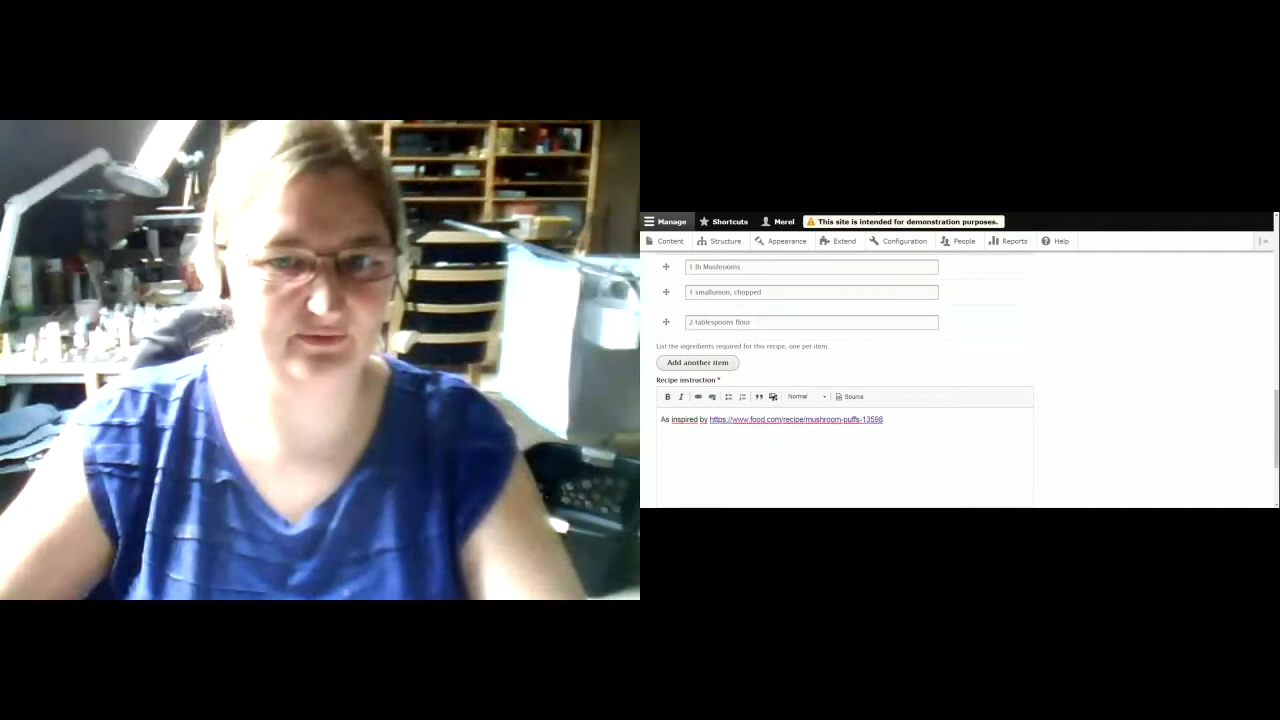 Manage Shortcuts Merel This site is intended for demonstration purposes.
Content Structure Appearance Extend Configuration People Reports Help
1 lb Mushrooms
1 smallunion, chopped
2 tablespoons flour
List the ingredients required for this recipe, one per item.
Add another item
Recipe instruction *
B I Normal Source
As inspired by https://www.food.com/recipe/mushroom-puffs-13598